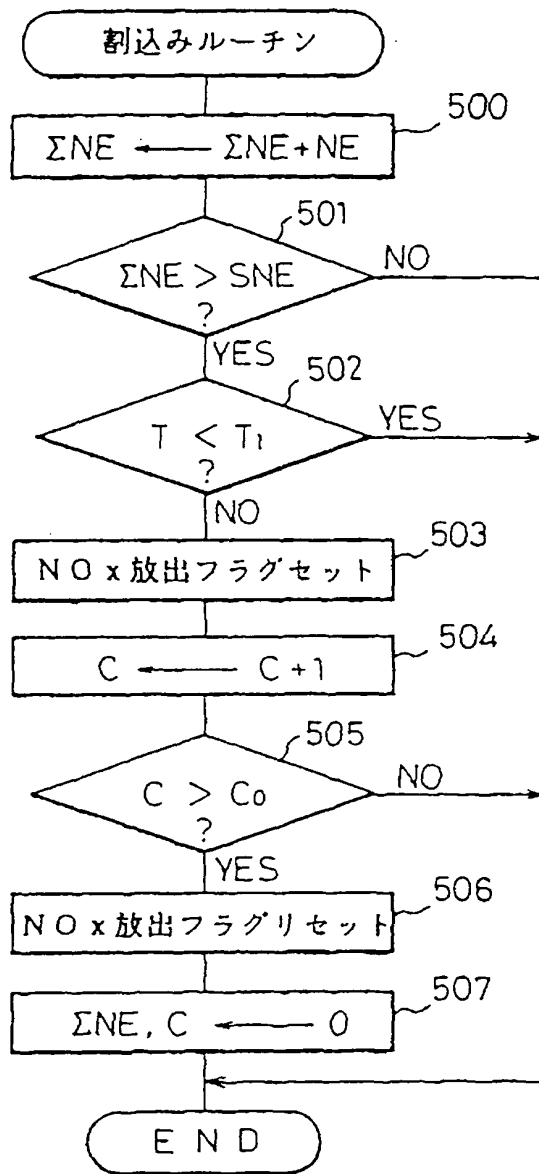 割込みルーチン
500
ΣNE ← ΣNE+NE
501
ΣNE > SNE
?
NO
YES
502
T < T₁
?
YES
NO
503
NOx放出フラグセット
504
C ← C+1
505
C > C₀
?
NO
YES
506
NOx放出フラグリセット
507
ΣNE, C ← 0
END